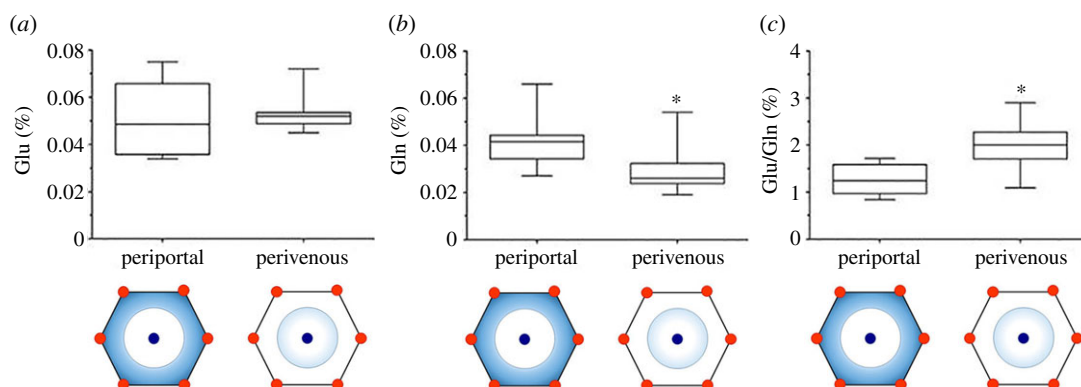 (a)
0.08
0.06
0.04
0.02
0
Glu (%)
periportal perivenous
(b)
0.08
0.06
0.04
0.02
0
Gln (%)
*
periportal perivenous
(c)
4
3
2
1
0
Glu/Gln (%)
*
periportal perivenous